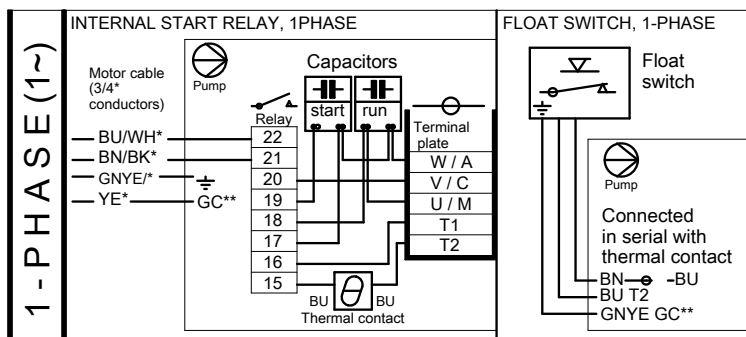 1-PHASE (1~)
INTERNAL START RELAY, 1PHASE
Motor cable
(3/4*
conductors)
Pump
Capacitors
start
run
Relay
Terminal
plate
BU/WH*
BN/BK*
GNYE/*
YE*
GC**
22
21
20
19
18
17
16
15
W / A
V / C
U / M
T1
T2
BU
BU
Thermal contact
FLOAT SWITCH, 1-PHASE
Float
switch
Pump
Connected
in serial with
thermal contact
BN -BU
BU T2
GNYE GC**